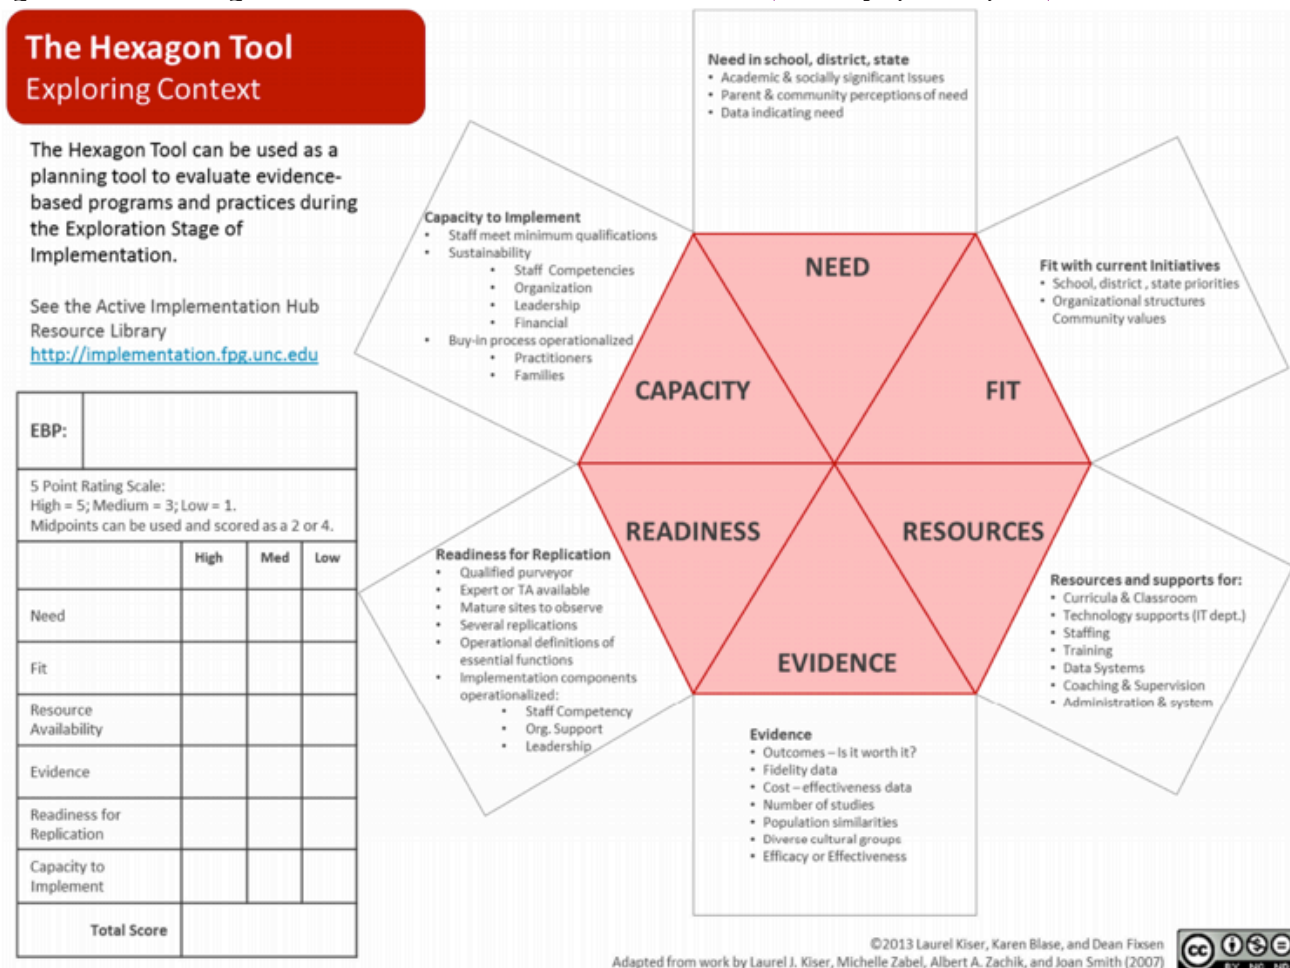 The Hexagon Tool
Exploring Context
The Hexagon Tool can be used as a
planning tool to evaluate evidence-
based programs and practices during
the Exploration Stage of
Implementation.
See the Active Implementation Hub
Resource Library
http://implementation.fpg.unc.edu
EBP:
5 Point Rating Scale:
High = 5; Medium = 3; Low = 1.
Midpoints can be used and scored as a 2 or 4.
High Med Low
Need
Fit
Resource
Availability
Evidence
Readiness for
Replication
Capacity to
Implement
Total Score
Need in school, district, state
• Academic & socially significant Issues
• Parent & community perceptions of need
• Data indicating need
Capacity to Implement
• Staff meet minimum qualifications
• Sustainability
• Staff Competencies
• Organization
• Leadership
• Financial
• Buy-in process operationalized
• Practitioners
• Families
Fit with current Initiatives
• School, district , state priorities
• Organizational structures
Community values
NEED
CAPACITY
FIT
READINESS
RESOURCES
EVIDENCE
Readiness for Replication
• Qualified purveyor
• Expert or TA available
• Mature sites to observe
• Several replications
• Operational definitions of
essential functions
• Implementation components
operationalized:
• Staff Competency
• Org. Support
• Leadership
Resources and supports for:
• Curricula & Classroom
• Technology supports (IT dept.)
• Staffing
• Training
• Data Systems
• Coaching & Supervision
• Administration & system
Evidence
• Outcomes – Is it worth it?
• Fidelity data
• Cost – effectiveness data
• Number of studies
• Population similarities
• Diverse cultural groups
• Efficacy or Effectiveness
©2013 Laurel Kiser, Karen Blase, and Dean Fixsen
Adapted from work by Laurel J. Kiser, Michelle Zabel, Albert A. Zachik, and Joan Smith (2007)
cc